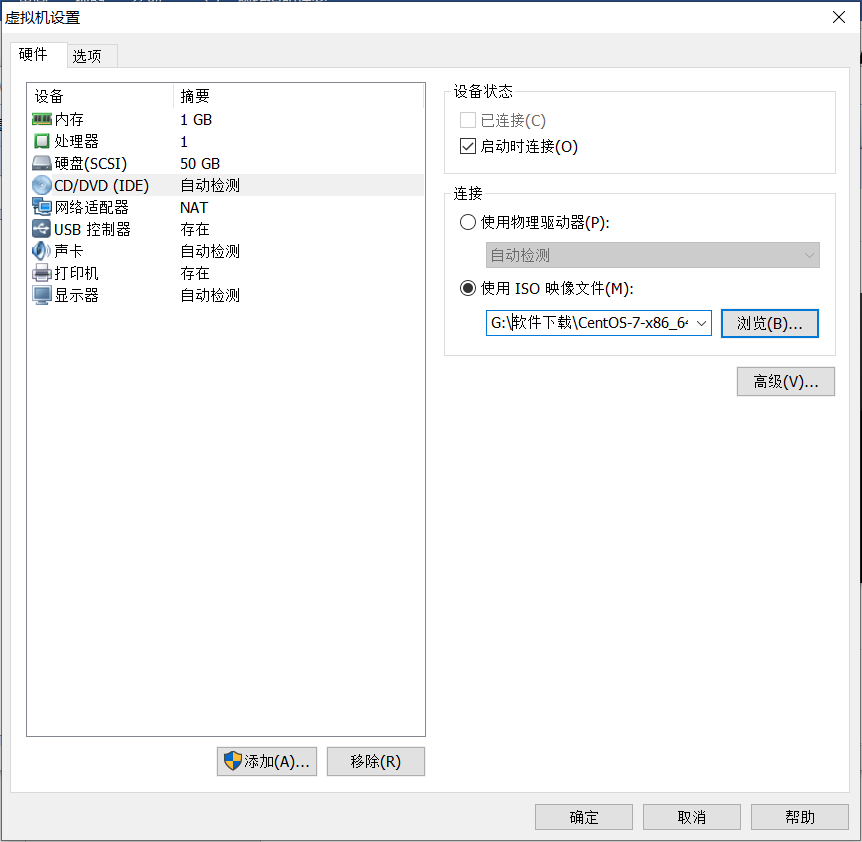 虚拟机设置
硬件 选项
设备 摘要
内存 1 GB
处理器 1
硬盘(SCSI) 50 GB
CD/DVD (IDE) 自动检测
网络适配器 NAT
USB 控制器 存在
声卡 自动检测
打印机 存在
显示器 自动检测
添加(A)... 移除(R)
设备状态
已连接(C)
启动时连接(O)
连接
使用物理驱动器(P):
自动检测
使用 ISO 映像文件(M):
G:\软件下载\CentOS-7-x86_64 浏览(B)...
高级(V)...
确定 取消 帮助